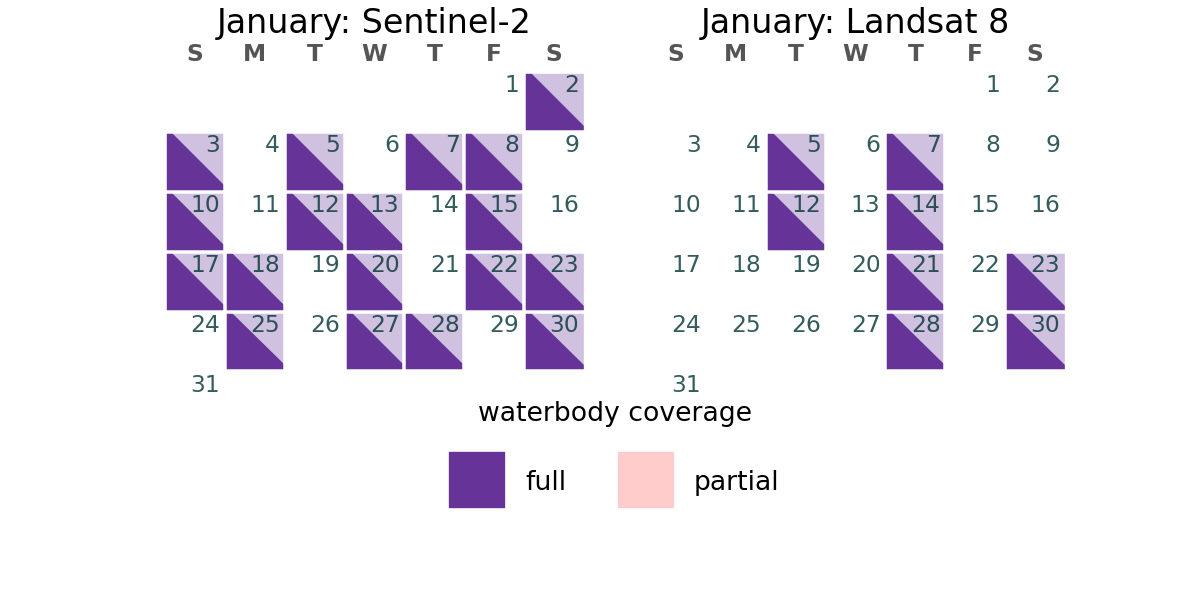 January: Sentinel-2
S M T W T F S
1 2
3 4 5 6 7 8 9
10 11 12 13 14 15 16
17 18 19 20 21 22 23
24 25 26 27 28 29 30
31
January: Landsat 8
S M T W T F S
1 2
3 4 5 6 7 8 9
10 11 12 13 14 15 16
17 18 19 20 21 22 23
24 25 26 27 28 29 30
31
waterbody coverage
full partial